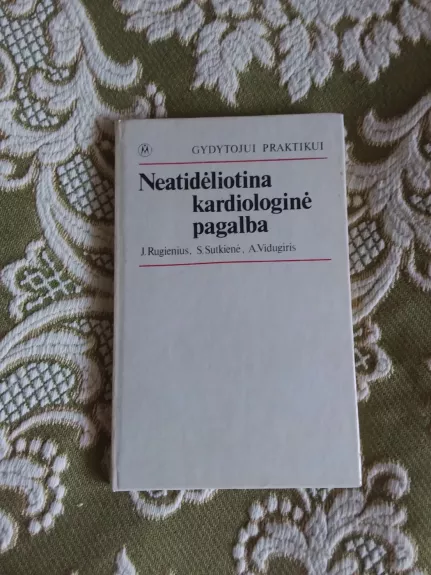 GYDYTOJUI PRAKTIKUI
Neatidėliotina
kardiologinė
pagalba
J. Rugienius, S. Sutkienė, A. Vidugiris